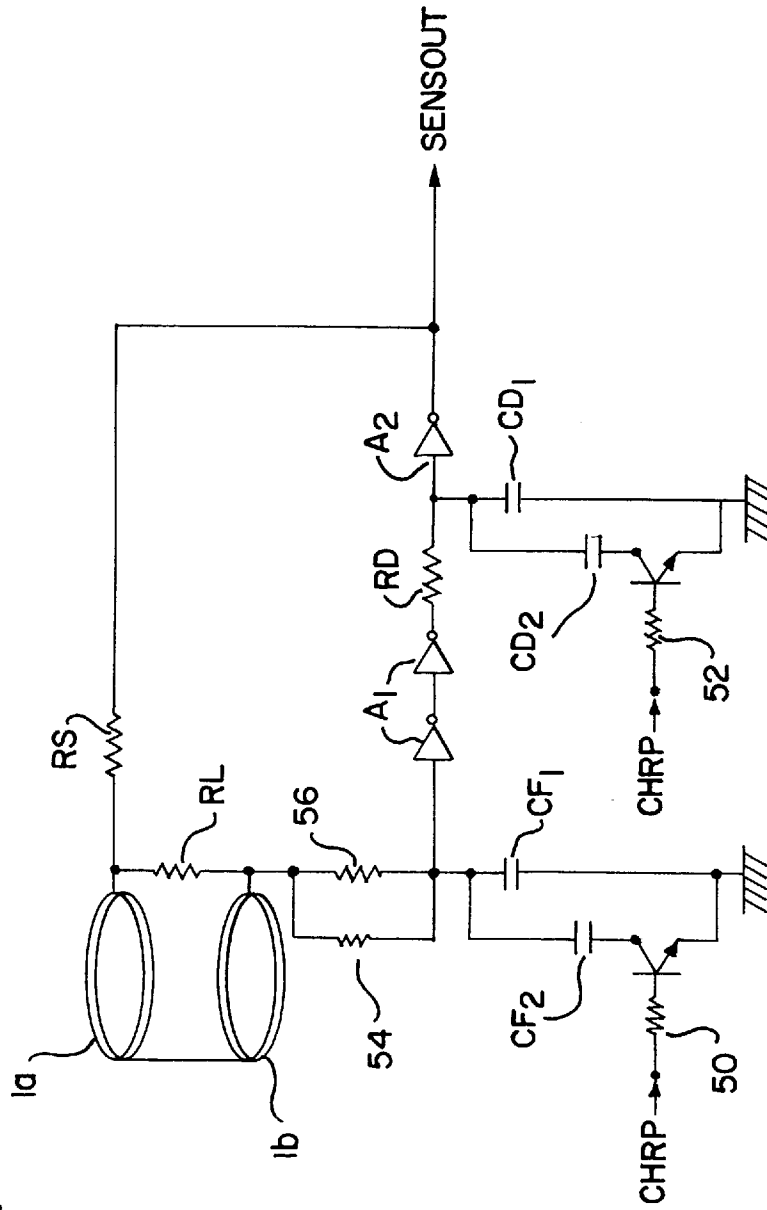 1a
1b
RS
RL
54
56
A1
RD
A2
SENSOUT
CF2
CF1
CD2
CD1
CHRP
50
CHRP
52